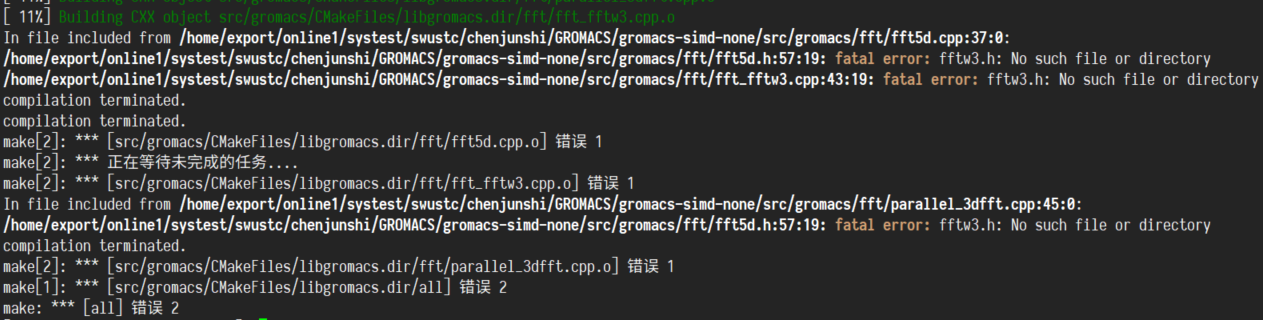 [ 11%] Building CXX object src/gromacs/CMakeFiles/libgromacs.dir/fft/fft_fftw3.cpp.o
In file included from /home/export/online1/systest/swustc/chenjunshi/GROMACS/gromacs-simd-none/src/gromacs/fft/fft5d.cpp:37:0:
/home/export/online1/systest/swustc/chenjunshi/GROMACS/gromacs-simd-none/src/gromacs/fft/fft5d.h:57:19: fatal error: fftw3.h: No such file or directory
/home/export/online1/systest/swustc/chenjunshi/GROMACS/gromacs-simd-none/src/gromacs/fft/fft_fftw3.cpp:43:19: fatal error: fftw3.h: No such file or directory
compilation terminated.
compilation terminated.
make[2]: *** [src/gromacs/CMakeFiles/libgromacs.dir/fft/fft5d.cpp.o] 错误 1
make[2]: *** 正在等待未完成的任务....
make[2]: *** [src/gromacs/CMakeFiles/libgromacs.dir/fft/fft_fftw3.cpp.o] 错误 1
In file included from /home/export/online1/systest/swustc/chenjunshi/GROMACS/gromacs-simd-none/src/gromacs/fft/parallel_3dfft.cpp:45:0:
/home/export/online1/systest/swustc/chenjunshi/GROMACS/gromacs-simd-none/src/gromacs/fft/fft5d.h:57:19: fatal error: fftw3.h: No such file or directory
compilation terminated.
make[2]: *** [src/gromacs/CMakeFiles/libgromacs.dir/fft/parallel_3dfft.cpp.o] 错误 1
make[1]: *** [src/gromacs/CMakeFiles/libgromacs.dir/all] 错误 2
make: *** [all] 错误 2